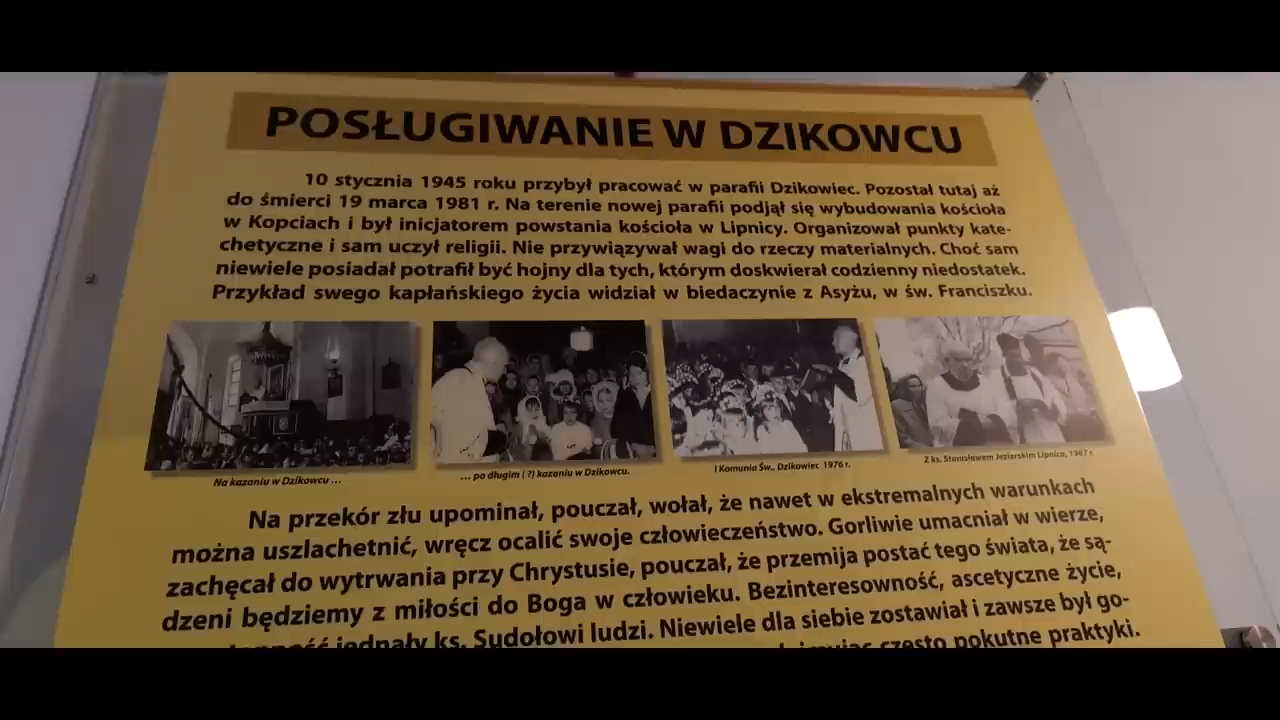 POSŁUGIWANIE W DZIKOWCU
10 stycznia 1945 roku przybył pracować w parafii Dzikowiec. Pozostał tutaj aż
do śmierci 19 marca 1981 r. Na terenie nowej parafii podjął się wybudowania kościoła
w Kopciach i był inicjatorem powstania kościoła w Lipnicy. Organizował punkty kate-
chetyczne i sam uczył religii. Nie przywiązywał wagi do rzeczy materialnych. Choć sam
niewiele posiadał potrafił być hojny dla tych, którym doskwierał codzienny niedostatek.
Przykład swego kapłańskiego życia widział w biedaczynie z Asyżu, w św. Franciszku.
Na kazaniu w Dzikowcu ...
... po długim (?) kazaniu w Dzikowcu.
I Komunia Św., Dzikowiec 1976 r.
Z ks. Stanisławem Jezierskim Lipnica, 1967 r.
Na przekór złu upominał, pouczał, wołał, że nawet w ekstremalnych warunkach
można uszlachetnić, wręcz ocalić swoje człowieczeństwo. Gorliwie umacniał w wierze,
zachęcał do wytrwania przy Chrystusie, pouczał, że przemija postać tego świata, że są-
dzeni będziemy z miłości do Boga w człowieku. Bezinteresowność, ascetyczne życie,
jednały ks. Sudołowi ludzi. Niewiele dla siebie zostawiał i zawsze był go-
często pokutne praktyki.